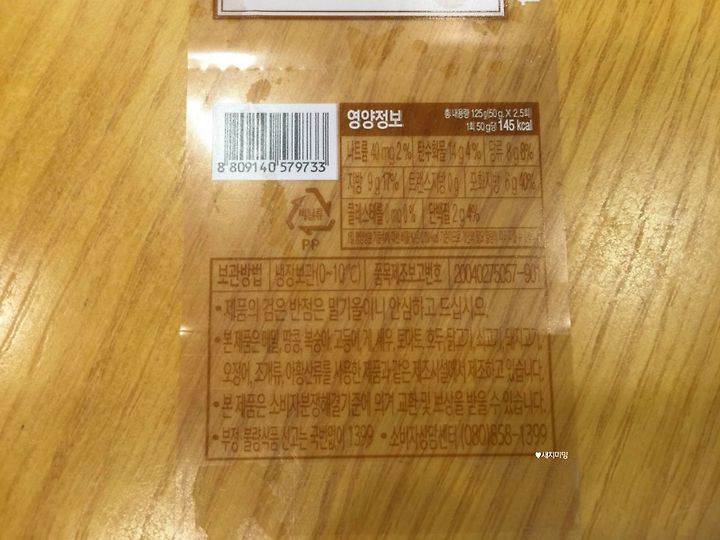 8 809140 579733
영양정보
총 내용량 125g(50 g X 2.5회)
1회 50 g당 145 kcal
나트륨 40 mg 2% 탄수화물 14 g 4% 당류 8 g 8%
지방 9 g 17% 트랜스지방 0 g 포화지방 6 g 40%
콜레스테롤 0 mg 0% 단백질 2 g 4%
비닐류
PP
보관방법 냉장보관(0~10℃) 품목제조보고번호 20040275057-901
• 제품의 검은 반점은 밀기울이니 안심하고 드십시오.
• 본 제품은 메밀, 땅콩, 복숭아, 고등어, 게, 새우, 토마토, 호두, 닭고기, 쇠고기, 돼지고기,
오징어, 조개류, 아황산류를 사용한 제품과 같은 제조시설에서 제조하고 있습니다.
• 본 제품은 소비자분쟁해결기준에 의거 교환 및 보상을 받을 수 있습니다.
• 부정·불량식품 신고는 국번없이 1399 • 소비자상담센터 (080)858-1399
♥새지미잉